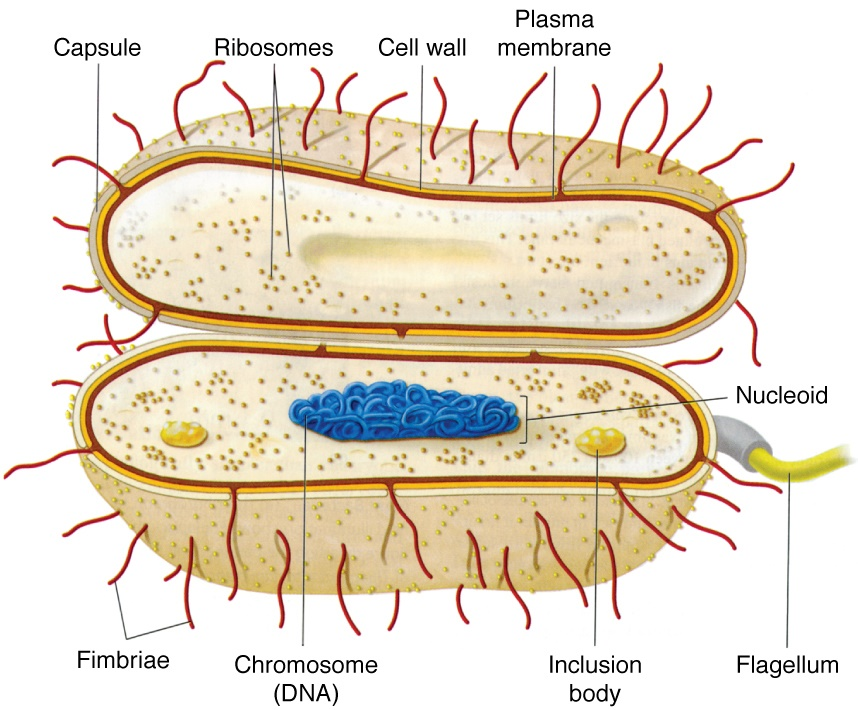 Capsule
Ribosomes
Cell wall
Plasma
membrane
Nucleoid
Fimbriae
Chromosome
(DNA)
Inclusion
body
Flagellum